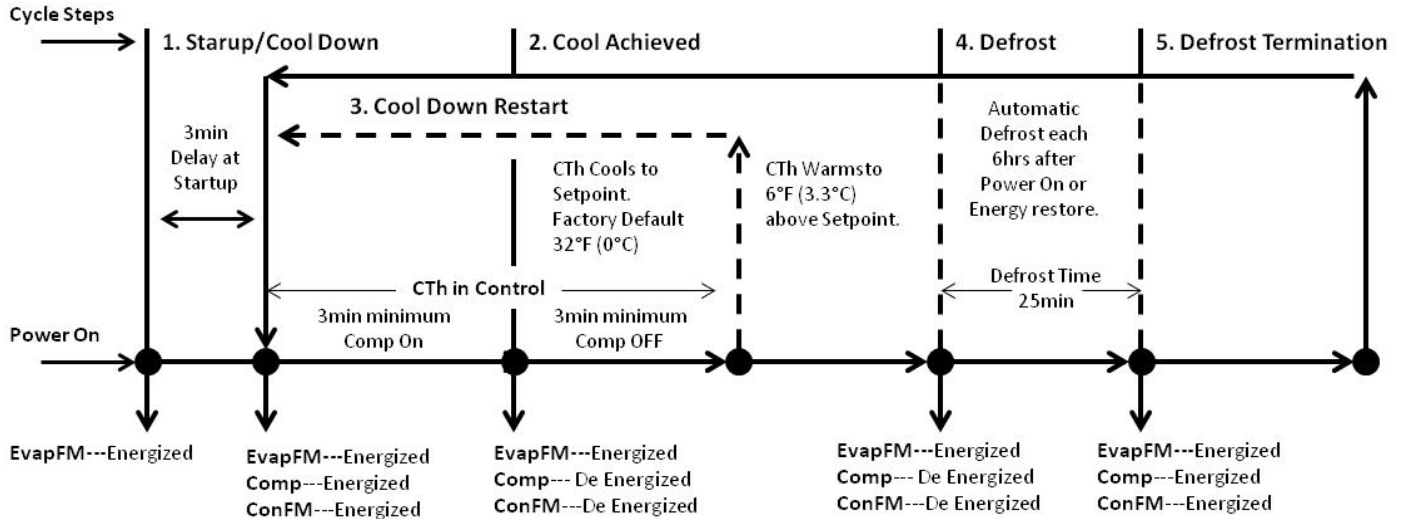 Cycle Steps
1. Starup/Cool Down
2. Cool Achieved
4. Defrost
5. Defrost Termination
3. Cool Down Restart
3min
Delay at
Startup
CTh Cools to
Setpoint.
Factory Default
32°F (0°C)
CTh Warmsto
6°F (3.3°C)
above Setpoint.
Automatic
Defrost each
6hrs after
Power On or
Energy restore.
CTh in Control
3min minimum
Comp On
3min minimum
Comp OFF
Defrost Time
25min
Power On
EvapFM---Energized
EvapFM---Energized
Comp---Energized
ConFM---Energized
EvapFM---Energized
Comp--- De Energized
ConFM---De Energized
EvapFM---Energized
Comp--- De Energized
ConFM---De Energized
EvapFM---Energized
Comp---Energized
ConFM---Energized